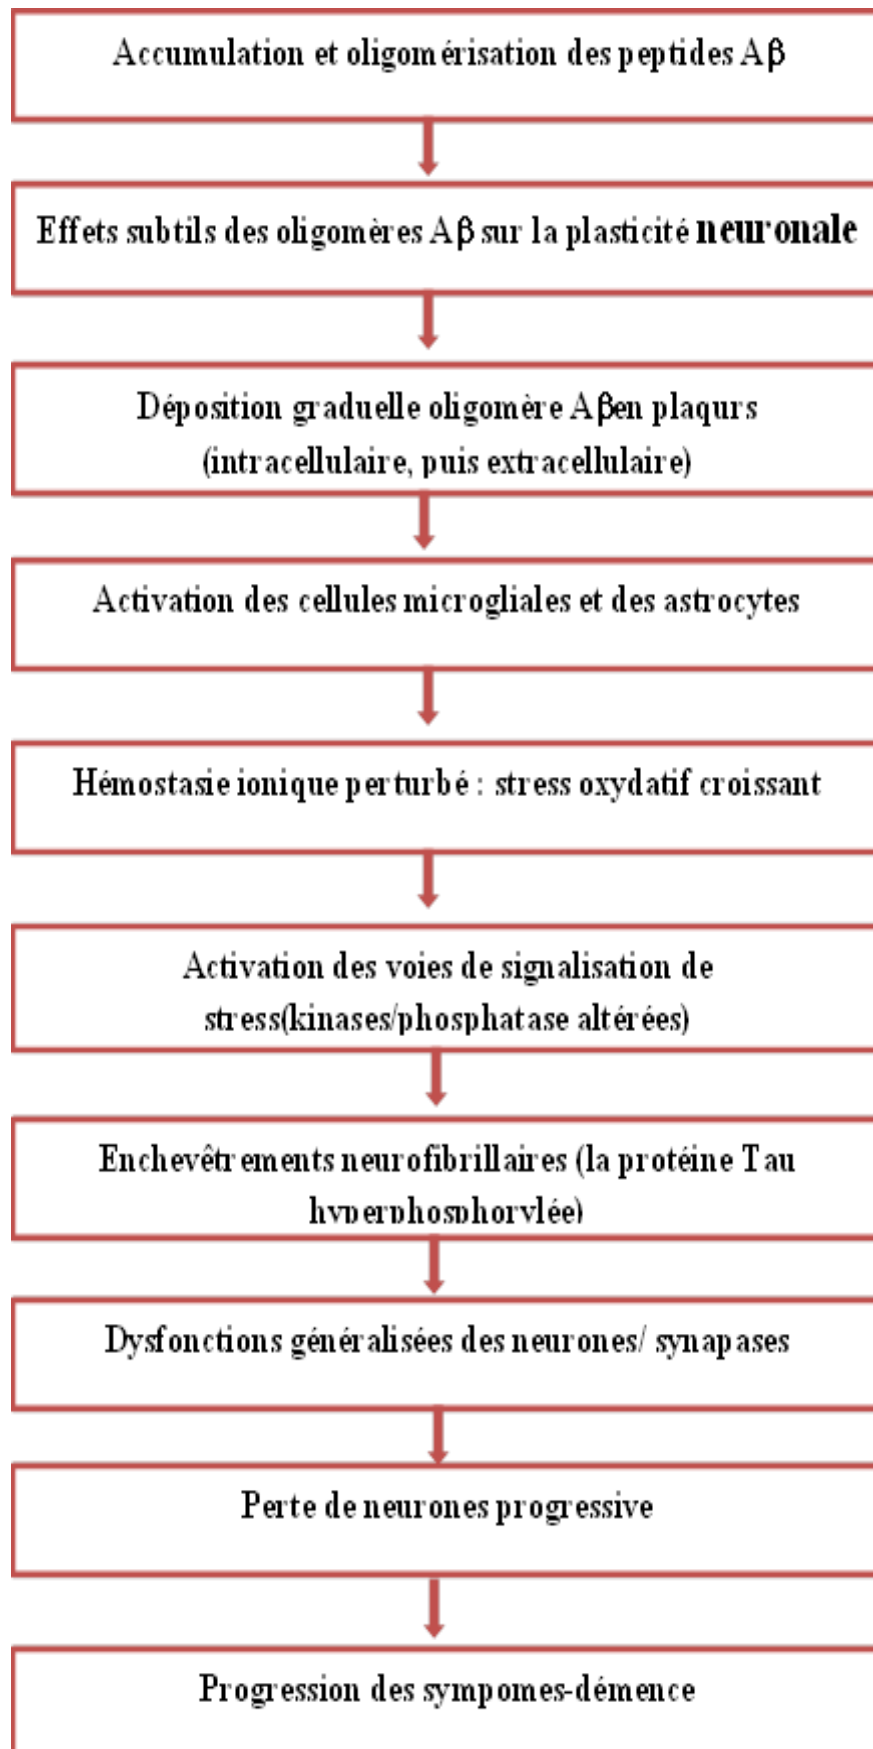 Accumulation et oligomérisation des peptides Aβ
Effets subtils des oligomères Aβ sur la plasticité neuronale
Déposition graduelle oligomère Aβen plaqurs
(intracellulaire, puis extracellulaire)
Activation des cellules microgliales et des astrocytes
Hémostasie ionique perturbé : stress oxydatif croissant
Activation des voies de signalisation de
stress(kinases/phosphatase altérées)
Enchevêtrements neurofibrillaires (la protéine Tau
hyperphosphorylée)
Dysfonctions généralisées des neurones/ synapases
Perte de neurones progressive
Progression des sympomes-démence